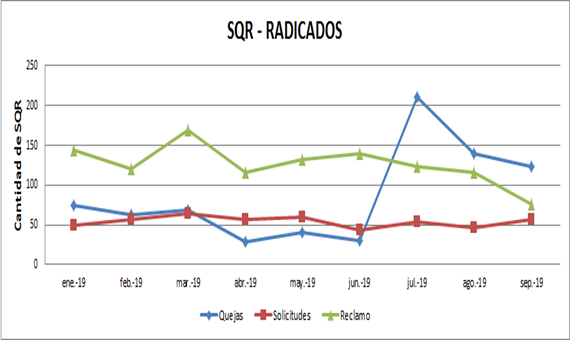 SQR - RADICADOS
Cantidad de SQR
250
200
150
100
50
0
ene.-19 feb.-19 mar.-19 abr.-19 may.-19 jun.-19 jul.-19 ago.-19 sep.-19
Quejas Solicitudes Reclamo